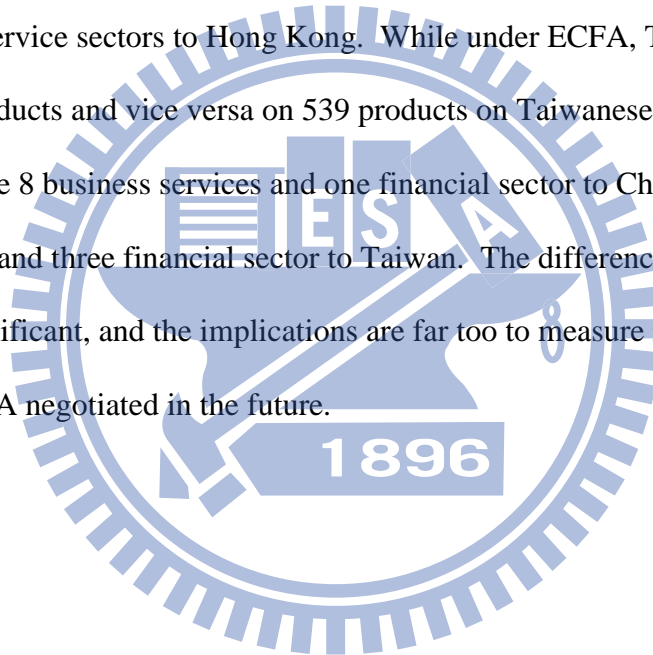 ervice sectors to Hong Kong. While under ECFA, T
ducts and vice versa on 539 products on Taiwanese
e 8 business services and one financial sector to Ch
and three financial sector to Taiwan. The differenc
ificant, and the implications are far too to measure
A negotiated in the future.
E S A
1896